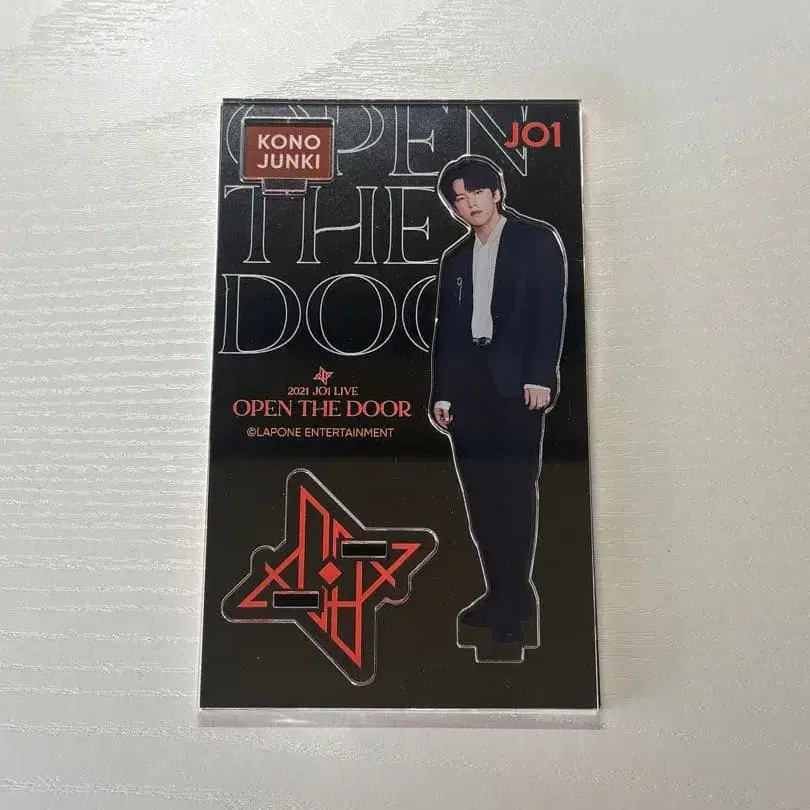 OPEN
THE
DOO
KONO
JUNKI
JO1
2021 JO1 LIVE
OPEN THE DOOR
©LAPONE ENTERTAINMENT